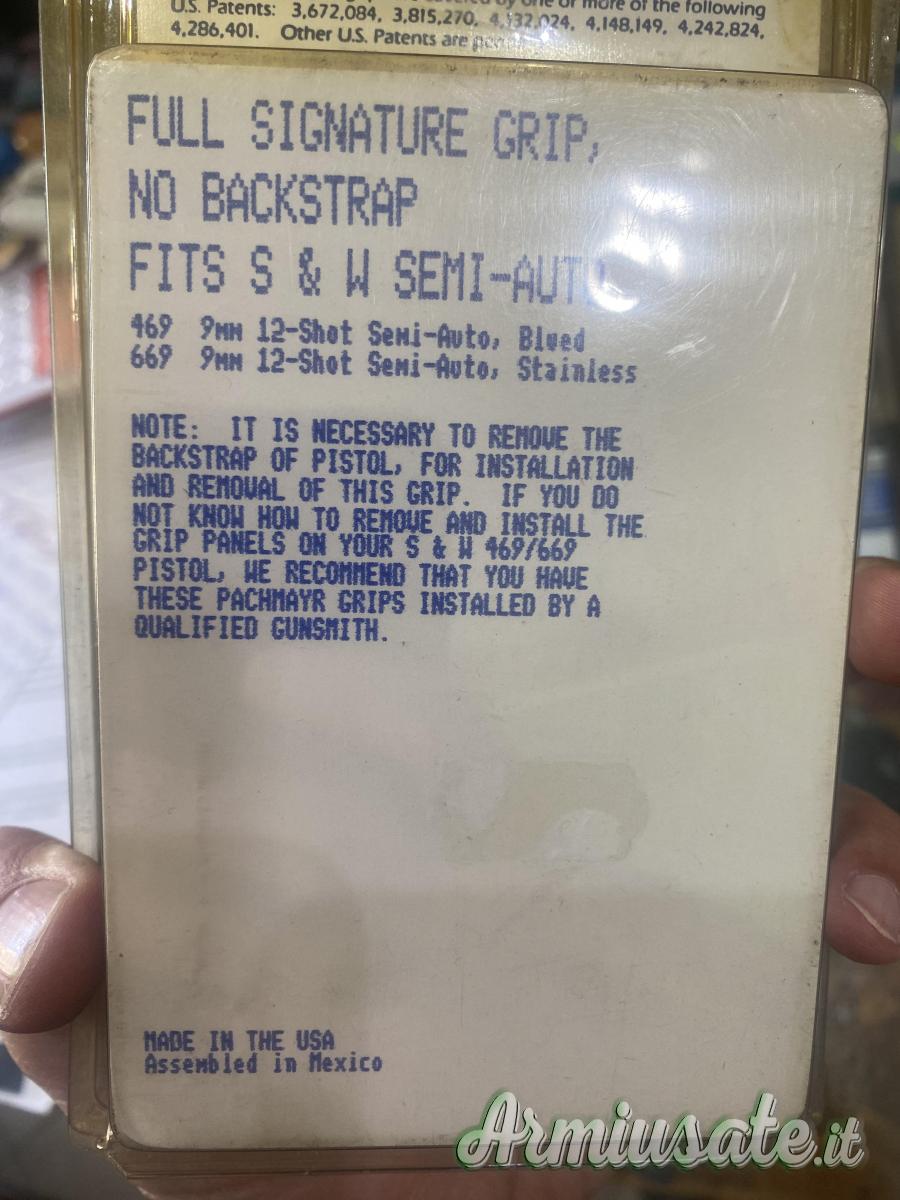 U.S. Patents: 3,672,084, 3,815,270, 4,132,024, 4,148,149, 4,242,824,
4,286,401. Other U.S. Patents are
FULL SIGNATURE GRIP,
NO BACKSTRAP
FITS S & W SEMI-AUTO
469 9MM 12-Shot Semi-Auto, Blued
669 9MM 12-Shot Semi-Auto, Stainless
NOTE: IT IS NECESSARY TO REMOVE THE
BACKSTRAP OF PISTOL, FOR INSTALLATION
AND REMOVAL OF THIS GRIP. IF YOU DO
NOT KNOW HOW TO REMOVE AND INSTALL THE
GRIP PANELS ON YOUR S & W 469/669
PISTOL, WE RECOMMEND THAT YOU HAVE
THESE PACHMAYR GRIPS INSTALLED BY A
QUALIFIED GUNSMITH.
MADE IN THE USA
Assembled in Mexico
Armiusate.it